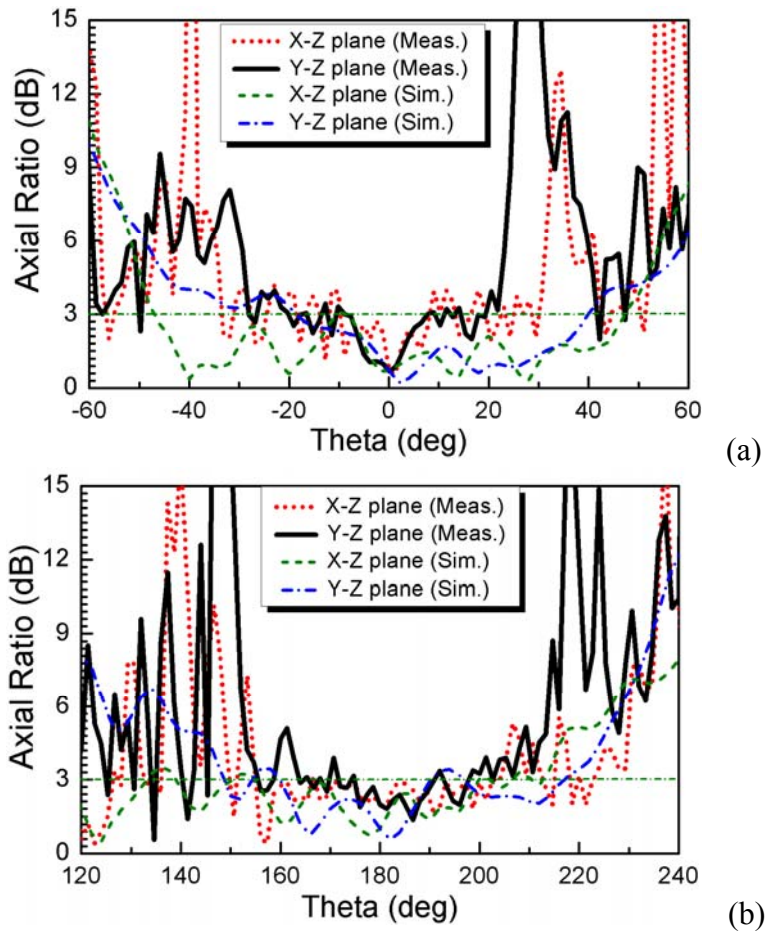 15
12
9
6
3
0
Axial Ratio (dB)
X-Z plane (Meas.)
Y-Z plane (Meas.)
X-Z plane (Sim.)
Y-Z plane (Sim.)
-60 -40 -20 0 20 40 60
Theta (deg)
(a)
15
12
9
6
3
0
Axial Ratio (dB)
X-Z plane (Meas.)
Y-Z plane (Meas.)
X-Z plane (Sim.)
Y-Z plane (Sim.)
120 140 160 180 200 220 240
Theta (deg)
(b)